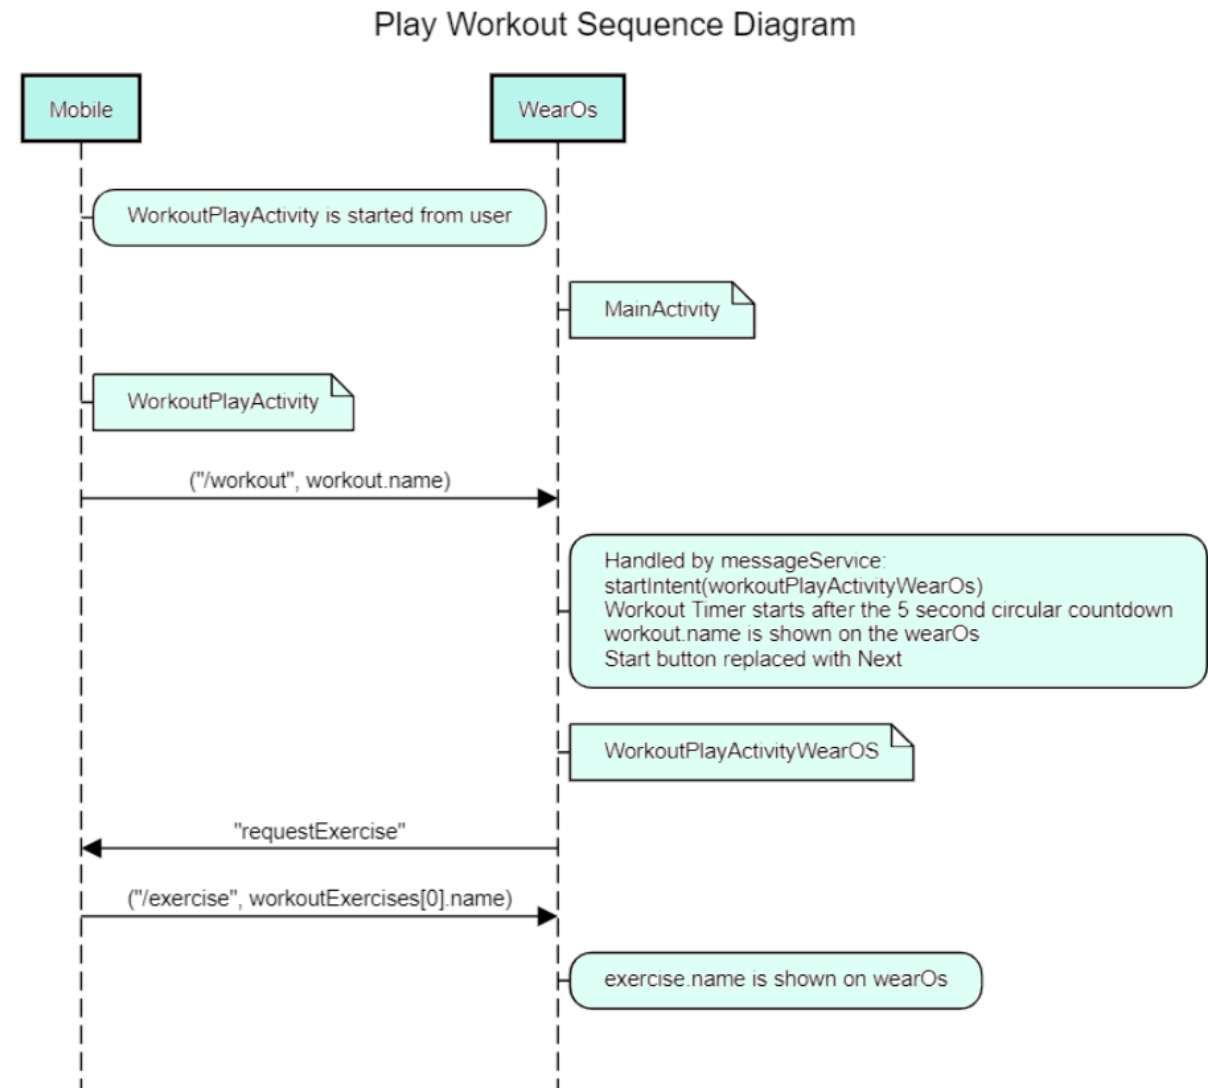 Play Workout Sequence Diagram
Mobile
WearOs
WorkoutPlayActivity is started from user
MainActivity
WorkoutPlayActivity
("/workout", workout.name)
Handled by messageService:
startIntent(workoutPlayActivityWearOs)
Workout Timer starts after the 5 second circular countdown
workout.name is shown on the wearOs
Start button replaced with Next
WorkoutPlayActivityWearOS
"requestExercise"
("/exercise", workoutExercises[0].name)
exercise.name is shown on wearOs